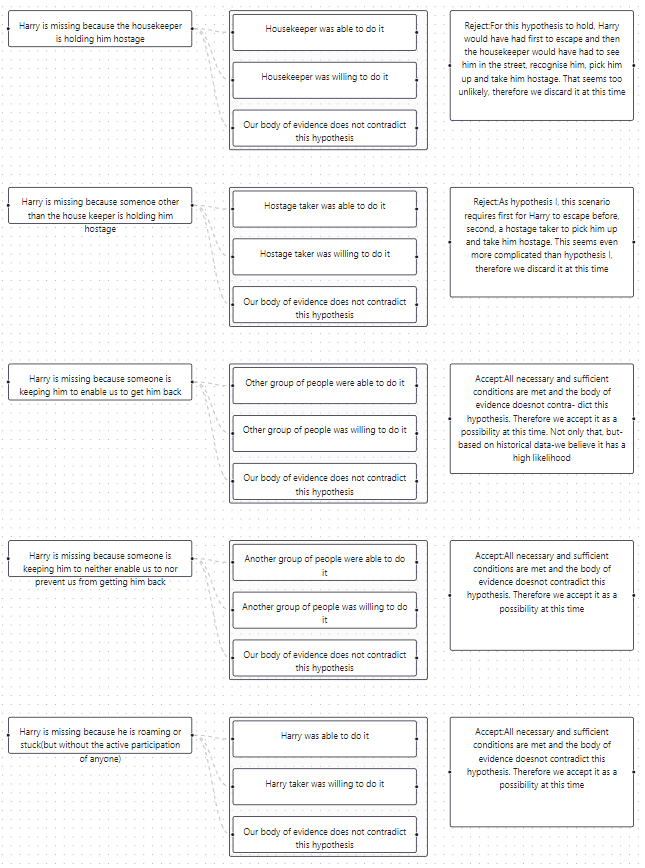 Harry is missing because the housekeeper
is holding him hostage
Housekeeper was able to do it
Housekeeper was willing to do it
Our body of evidence does not contradict
this hypothesis
Reject:For this hypothesis to hold, Harry
would have had first to escape and then
the housekeeper would have had to see
him in the street, recognise him, pick him
up and take him hostage. That seems too
unlikely, therefore we discard it at this time
Harry is missing because somenoe other
than the house keeper is holding him
hostage
Hostage taker was able to do it
Hostage taker was willing to do it
Our body of evidence does not contradict
this hypothesis
Reject:As hypothesis I, this scenario
requires first for Harry to escape before,
second, a hostage taker to pick him up
and take him hostage. This seems even
more complicated than hypothesis I,
therefore we discard it at this time
Harry is missing because someone is
keeping him to enable us to get him back
Other group of people were able to do it
Other group of people was willing to do it
Our body of evidence does not contradict
this hypothesis
Accept:All necessary and sufficient
conditions are met and the body of
evidence doesnot contra- dict this
hypothesis. Therefore we accept it as a
possibility at this time. Not only that, but-
based on historical data-we believe it has a
high likelihood
Harry is missing because someone is
keeping him to neither enable us to nor
prevent us from getting him back
Another group of people were able to do
it
Another group of people was willing to do
it
Our body of evidence does not contradict
this hypothesis
Accept:All necessary and sufficient
conditions are met and the body of
evidence doesnot contradict this
hypothesis. Therefore we accept it as a
possibility at this time
Harry is missing because he is roaming or
stuck(but without the active participation
of anyone)
Harry was able to do it
Harry taker was willing to do it
Our body of evidence does not contradict
this hypothesis
Accept:All necessary and sufficient
conditions are met and the body of
evidence doesnot contradict this
hypothesis. Therefore we accept it as a
possibility at this time